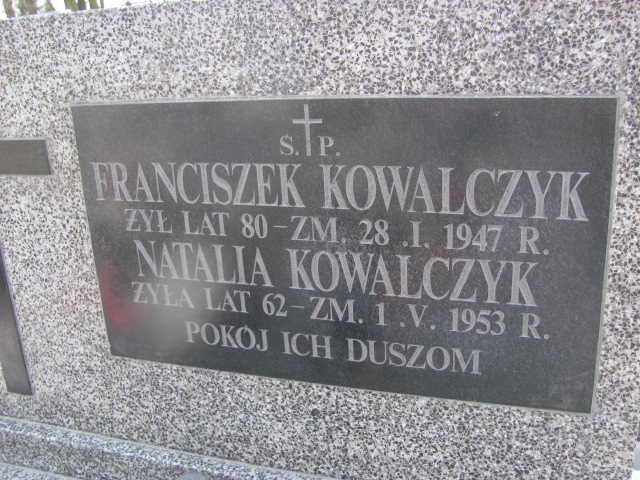 Ś. P.
FRANCISZEK KOWALCZYK
ŻYŁ LAT 80 – ZM. 28 .I. 1947 R.
NATALIA KOWALCZYK
ŻYŁA LAT 62 – ZM. 1 .V. 1953 R.
POKÓJ ICH DUSZOM